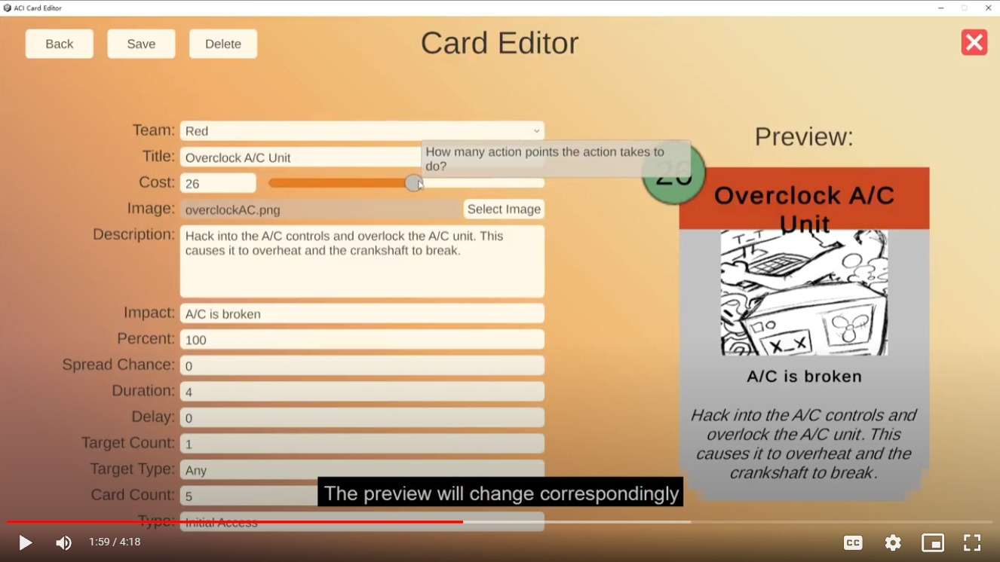 ACI Card Editor
Back
Save
Delete
Card Editor
Team:
Red
Title:
Overclock A/C Unit
How many action points the action takes to
do?
Cost:
26
Image:
overclockAC.png
Select Image
Description:
Hack into the A/C controls and overlock the A/C unit. This
causes it to overheat and the crankshaft to break.
Impact:
A/C is broken
Percent:
100
Spread Chance:
0
Duration:
4
Delay:
0
Target Count:
1
Target Type:
Any
Card Count:
5
Type:
Initial Access
Preview:
26
Overclock A/C
Unit
T_T
X_X
A/C is broken
Hack into the A/C controls and
overlock the A/C unit. This
causes it to overheat and the
crankshaft to break.
The preview will change correspondingly
1:59 / 4:18
CC